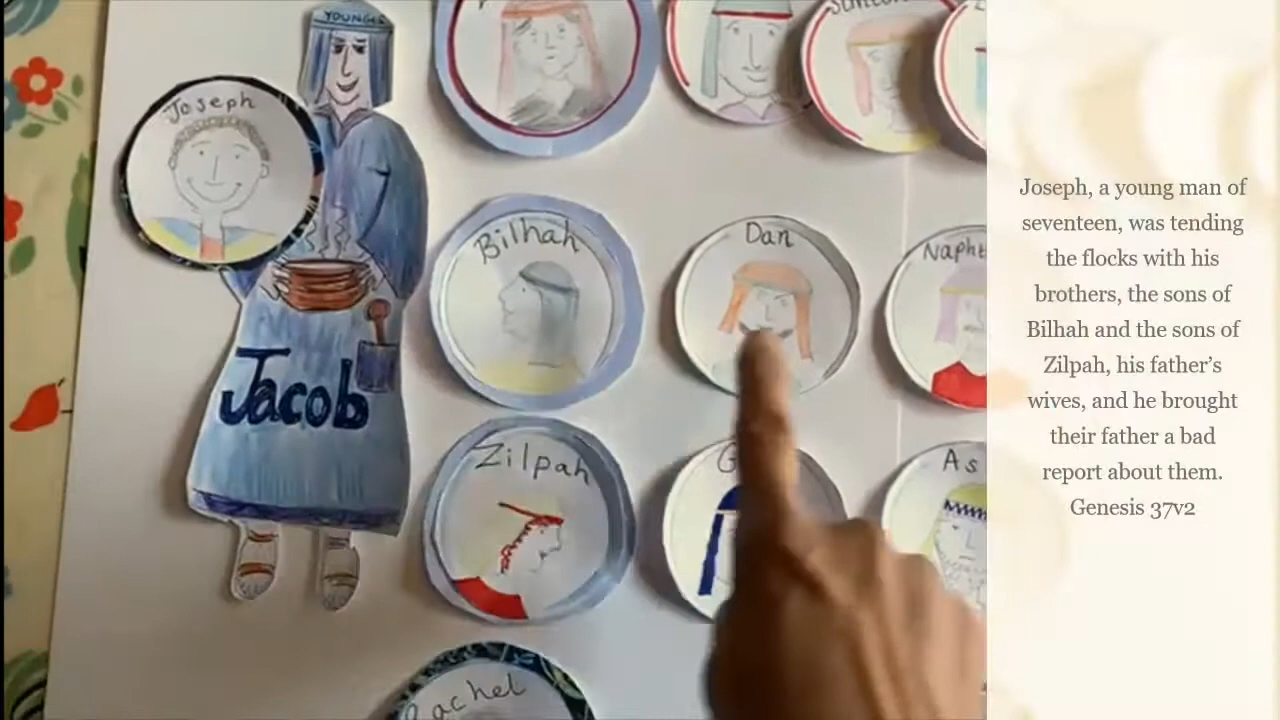 YOUNGE
Joseph
Bilhah
Dan
Jacob
Zilpah
As
Rachel
Joseph, a young man of
seventeen, was tending
the flocks with his
brothers, the sons of
Bilhah and the sons of
Zilpah, his father’s
wives, and he brought
their father a bad
report about them.
Genesis 37v2